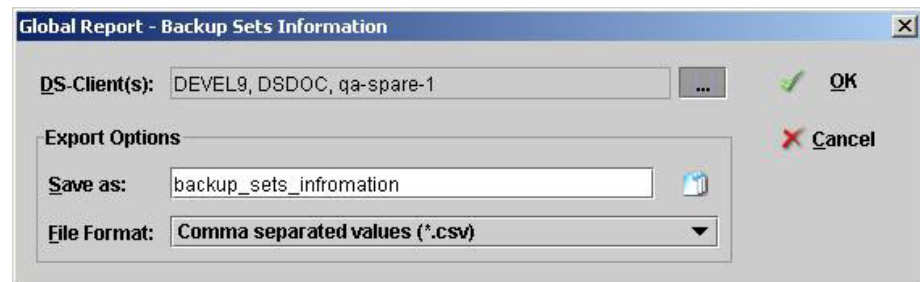 Global Report - Backup Sets Information
DS-Client(s): DEVEL9, DSDOC, qa-spare-1 ... OK
Export Options Cancel
Save as: backup_sets_infromation
File Format: Comma separated values (*.csv)